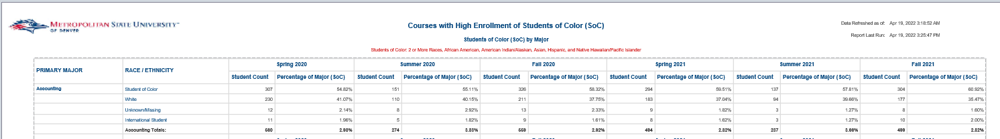 METROPOLITAN STATE UNIVERSITY™
OF DENVER
Courses with High Enrollment of Students of Color (SoC)
Data Refreshed as of: Apr 19, 2022 3:18:52 AM
Report Last Run: Apr 19, 2022 3:25:47 PM
Students of Color (SoC) by Major
Students of Color: 2 or More Races, African American, American Indian/Alaskan, Asian, Hispanic, and Native Hawaiian/Pacific Islander
PRIMARY MAJOR RACE / ETHNICITY Spring 2020 Summer 2020 Fall 2020 Spring 2021 Summer 2021 Fall 2021
Student Count Percentage of Major (SoC) Student Count Percentage of Major (SoC) Student Count Percentage of Major (SoC) Student Count Percentage of Major (SoC) Student Count Percentage of Major (SoC) Student Count Percentage of Major (SoC)
Accounting Student of Color 307 54.82% 151 55.11% 326 58.32% 294 59.51% 137 57.81% 304 60.92%
White 230 41.07% 110 40.15% 211 37.75% 183 37.04% 94 39.66% 177 35.47%
Unknown/Missing 12 2.14% 8 2.92% 13 2.33% 9 1.82% 3 1.27% 8 1.60%
International Student 11 1.96% 5 1.82% 9 1.61% 8 1.62% 3 1.27% 10 2.00%
Accounting Totals: 560 2.93% 274 3.83% 559 2.92% 494 2.82% 237 3.66% 499 2.82%